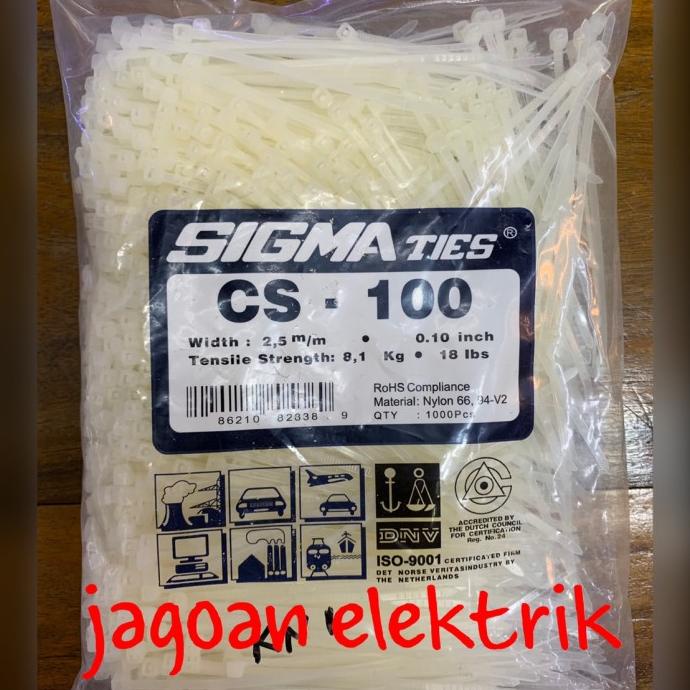 SIGMA TIES ®
CS - 100
Width : 2,5 m/m • 0.10 inch
Tensile Strength: 8,1 Kg • 18 lbs
RoHS Compliance
Material: Nylon 66, 94-V2
QTY : 1000Pcs
86210 82838 9
ACCREDITED BY
THE DUTCH COUNCIL
FOR CERTIFICATION
Reg. No.24
DNV
ISO-9001 CERTIFICATED FIRM
DET NORSE VERITASINDUSTRY BV
THE NETHERLANDS
jagoan elektrik